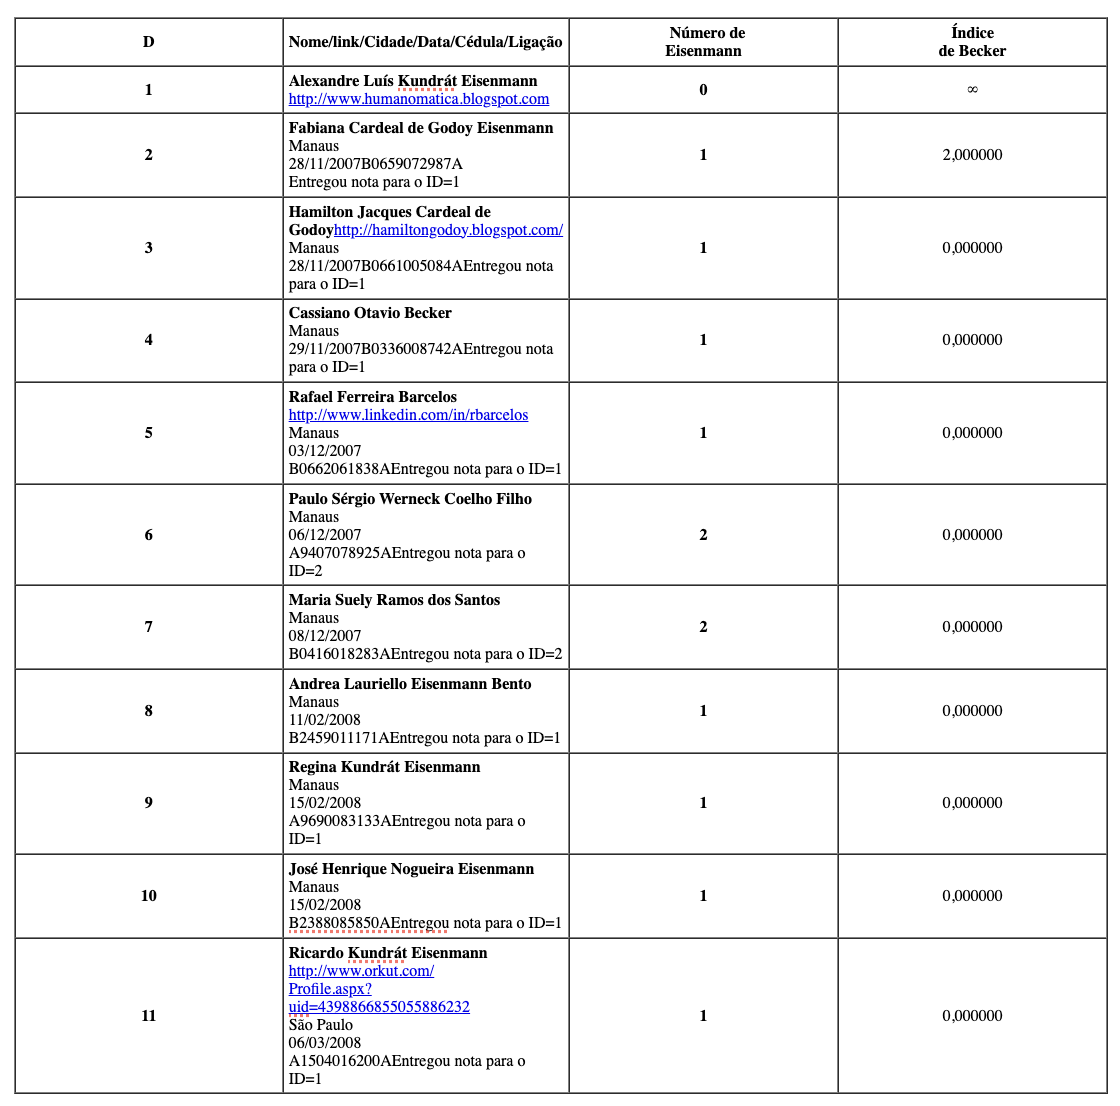 D
Nome/link/Cidade/Data/Cédula/Ligação
Número de
Eisenmann
Índice
de Becker
1
Alexandre Luís Kundrát Eisenmann
http://www.humanomatica.blogspot.com
0
∞
2
Fabiana Cardeal de Godoy Eisenmann
Manaus
28/11/2007B0659072987A
Entregou nota para o ID=1
1
2,000000
3
Hamilton Jacques Cardeal de
Godoyhttp://hamiltongodoy.blogspot.com/
Manaus
28/11/2007B0661005084AEntregou nota
para o ID=1
1
0,000000
4
Cassiano Otavio Becker
Manaus
29/11/2007B0336008742AEntregou nota
para o ID=1
1
0,000000
5
Rafael Ferreira Barcelos
http://www.linkedin.com/in/rbarcelos
Manaus
03/12/2007
B0662061838AEntregou nota para o ID=1
1
0,000000
6
Paulo Sérgio Werneck Coelho Filho
Manaus
06/12/2007
A9407078925AEntregou nota para o
ID=2
2
0,000000
7
Maria Suely Ramos dos Santos
Manaus
08/12/2007
B0416018283AEntregou nota para o ID=2
2
0,000000
8
Andrea Lauriello Eisenmann Bento
Manaus
11/02/2008
B2459011171AEntregou nota para o ID=1
1
0,000000
9
Regina Kundrát Eisenmann
Manaus
15/02/2008
A9690083133AEntregou nota para o
ID=1
1
0,000000
10
José Henrique Nogueira Eisenmann
Manaus
15/02/2008
B2388085850AEntregou nota para o ID=1
1
0,000000
11
Ricardo Kundrát Eisenmann
http://www.orkut.com/
Profile.aspx?
uid=4398866855055886232
São Paulo
06/03/2008
A1504016200AEntregou nota para o
ID=1
1
0,000000